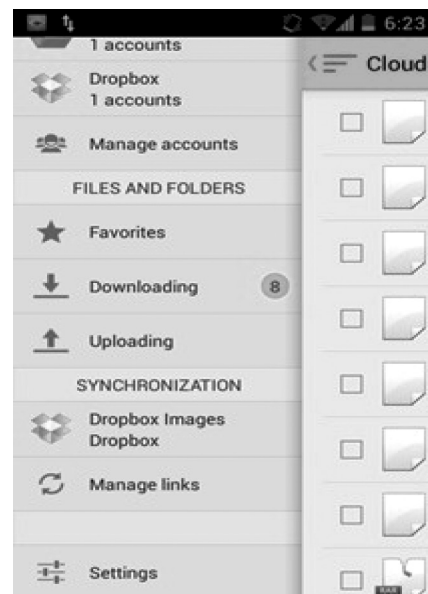 6:23
1 accounts
Cloud
Dropbox
1 accounts
Manage accounts
FILES AND FOLDERS
Favorites
Downloading 8
Uploading
SYNCHRONIZATION
Dropbox Images
Dropbox
Manage links
Settings
RAR